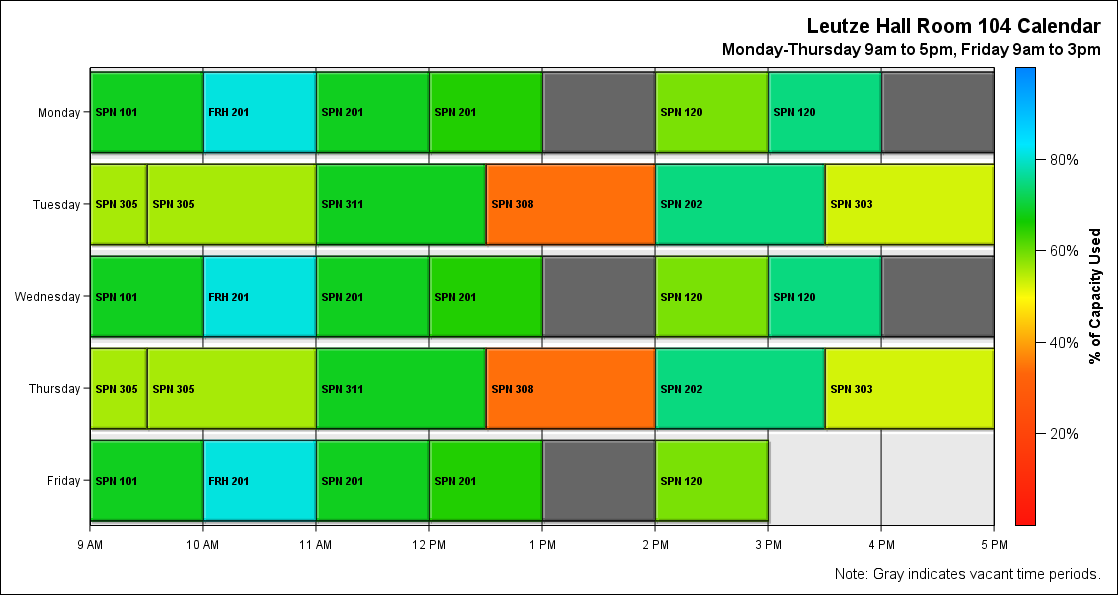 Leutze Hall Room 104 Calendar
Monday-Thursday 9am to 5pm, Friday 9am to 3pm
Monday
SPN 101
FRH 201
SPN 201
SPN 201
SPN 120
SPN 120
Tuesday
SPN 305
SPN 305
SPN 311
SPN 308
SPN 202
SPN 303
Wednesday
SPN 101
FRH 201
SPN 201
SPN 201
SPN 120
SPN 120
Thursday
SPN 305
SPN 305
SPN 311
SPN 308
SPN 202
SPN 303
Friday
SPN 101
FRH 201
SPN 201
SPN 201
SPN 120
9 AM
10 AM
11 AM
12 PM
1 PM
2 PM
3 PM
4 PM
5 PM
80%
60%
40%
20%
% of Capacity Used
Note: Gray indicates vacant time periods.